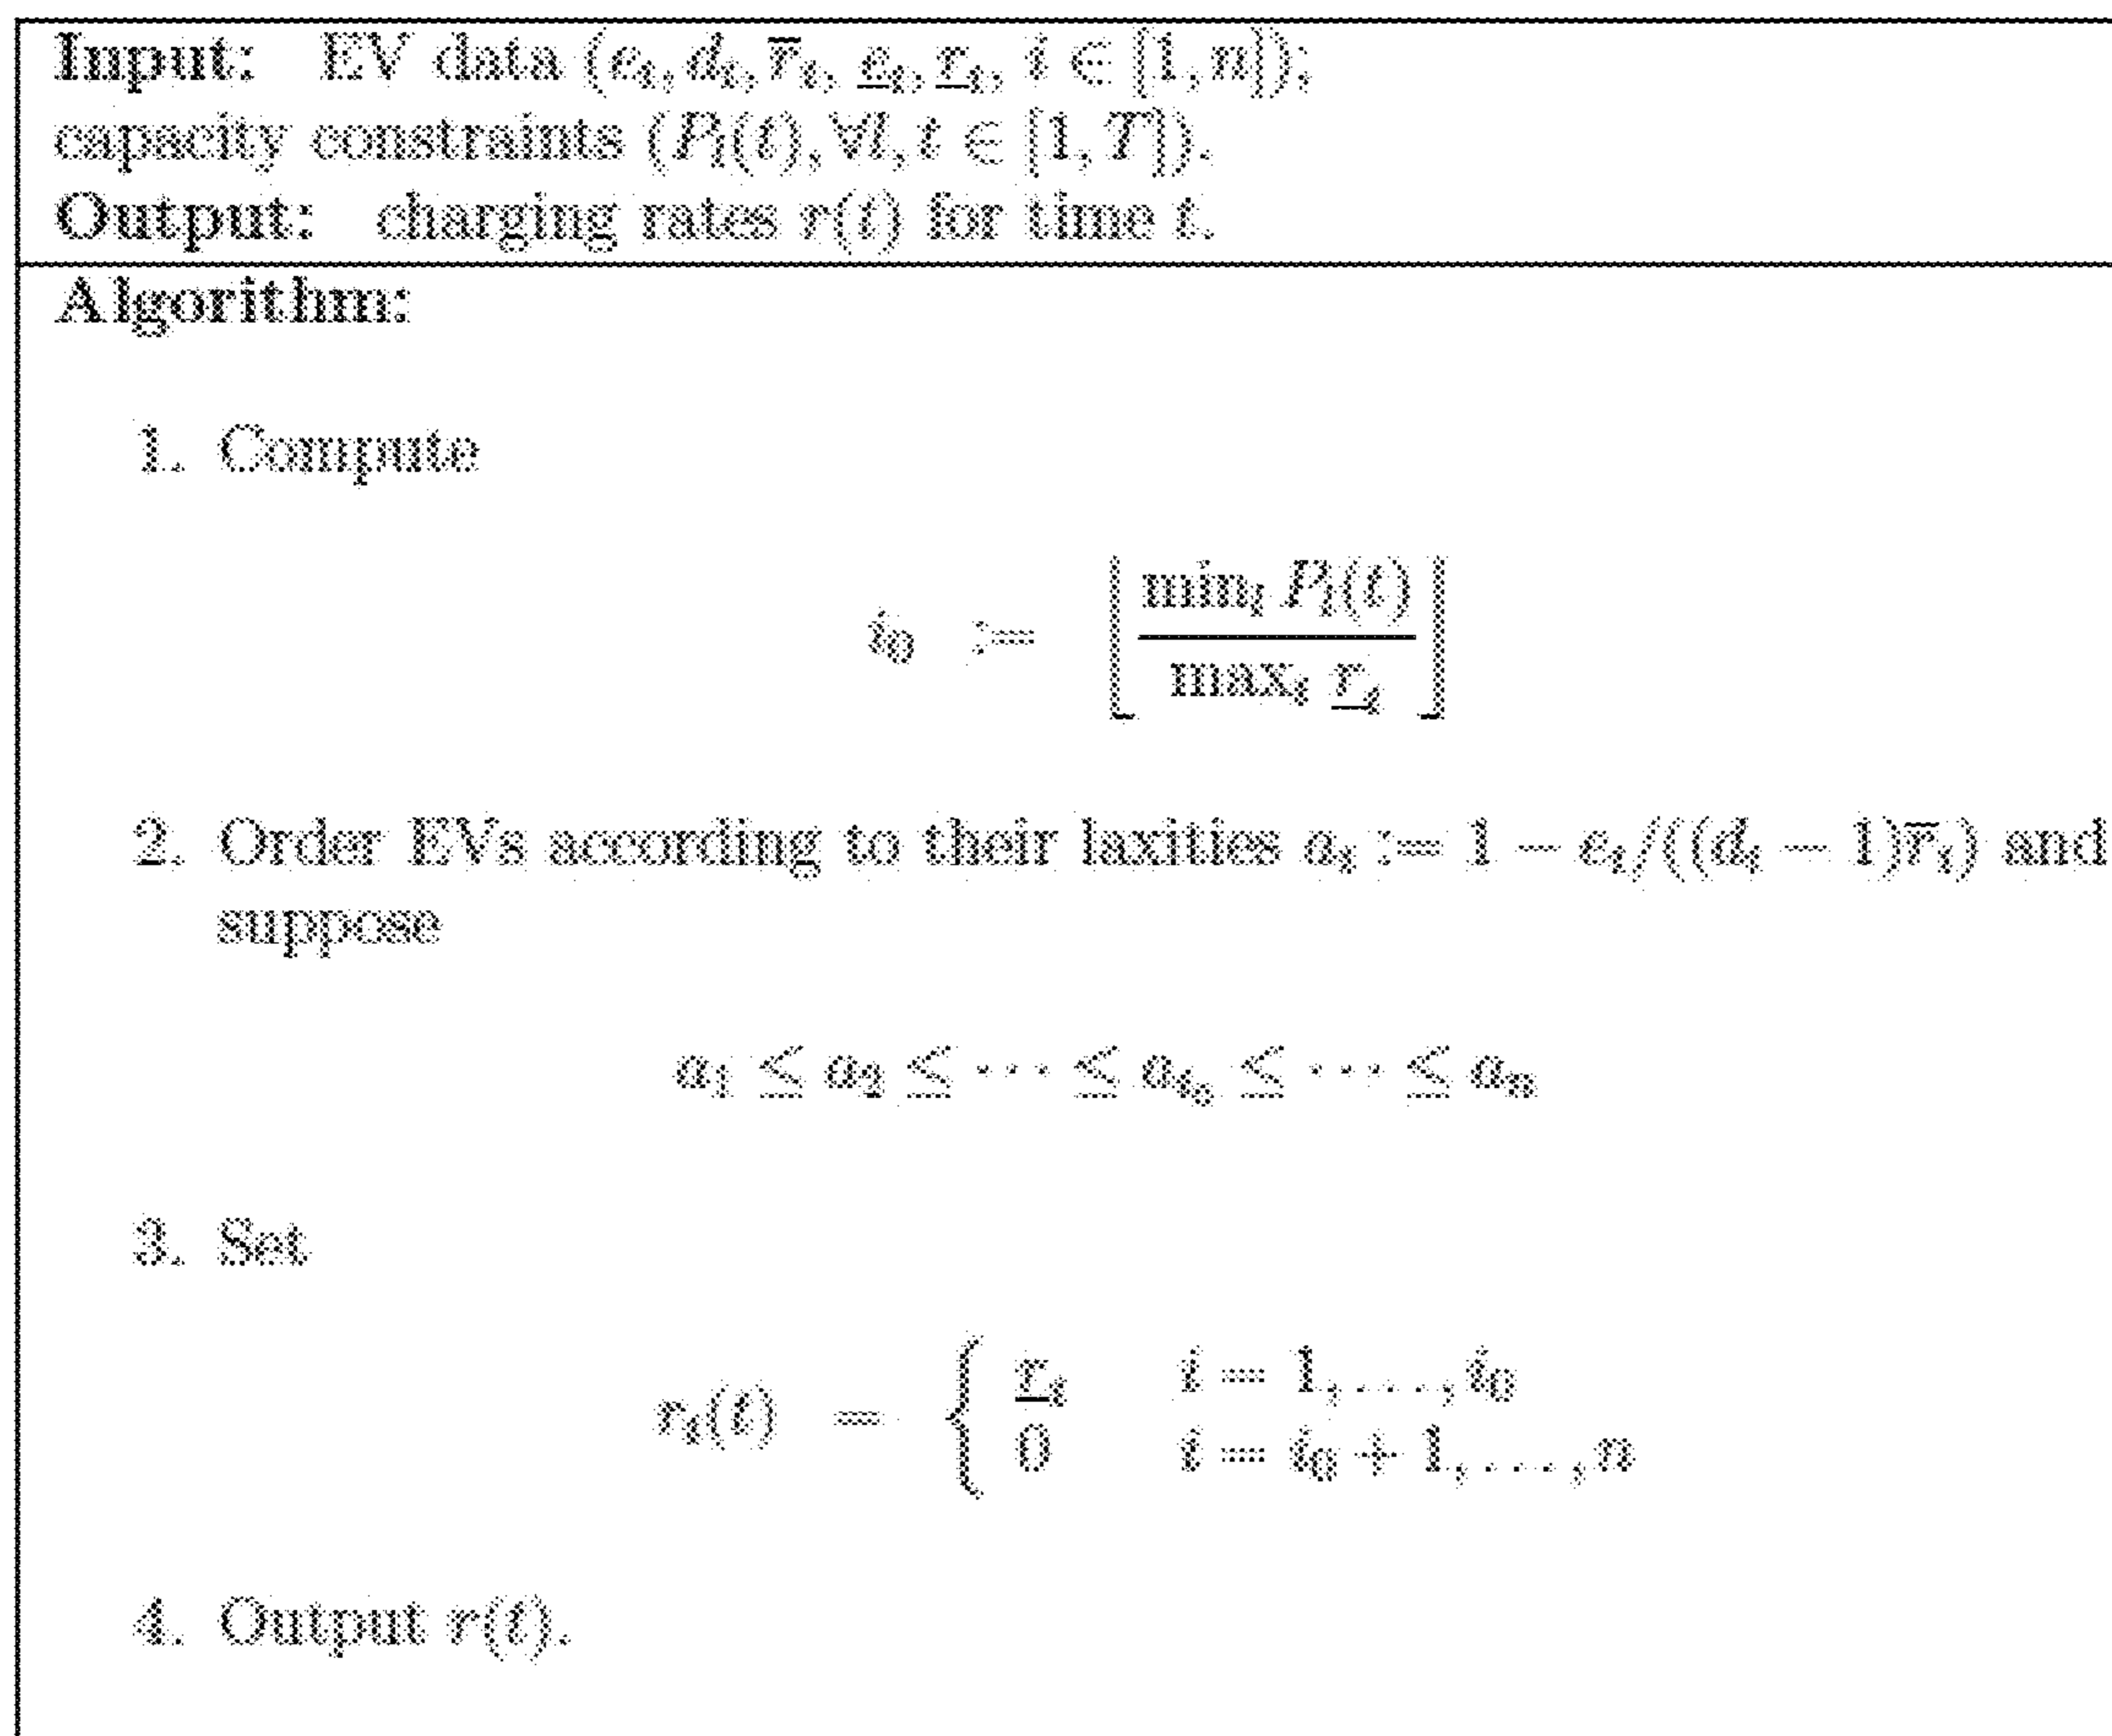 Input: EV data (e_i, d_i, r̅_i, e̲_i, r̲_i, i ∈ [1, n]);
capacity constraints (P_l(t), ∀l, t ∈ [1, T]).
Output: charging rates r(t) for time t.
Algorithm:
1. Compute
i_0 := ⌊ min_l P_l(t) / max_i r̲_i ⌋
2. Order EVs according to their laxities a_i := 1 − e_i/((d_i − 1)r̅_i) and
suppose
a_1 ≤ a_2 ≤ ··· ≤ a_{i_0} ≤ ··· ≤ a_n
3. Set
r_i(t) = { r̲_i i = 1, . . . , i_0
0 i = i_0 + 1, . . . , n
4. Output r(t).